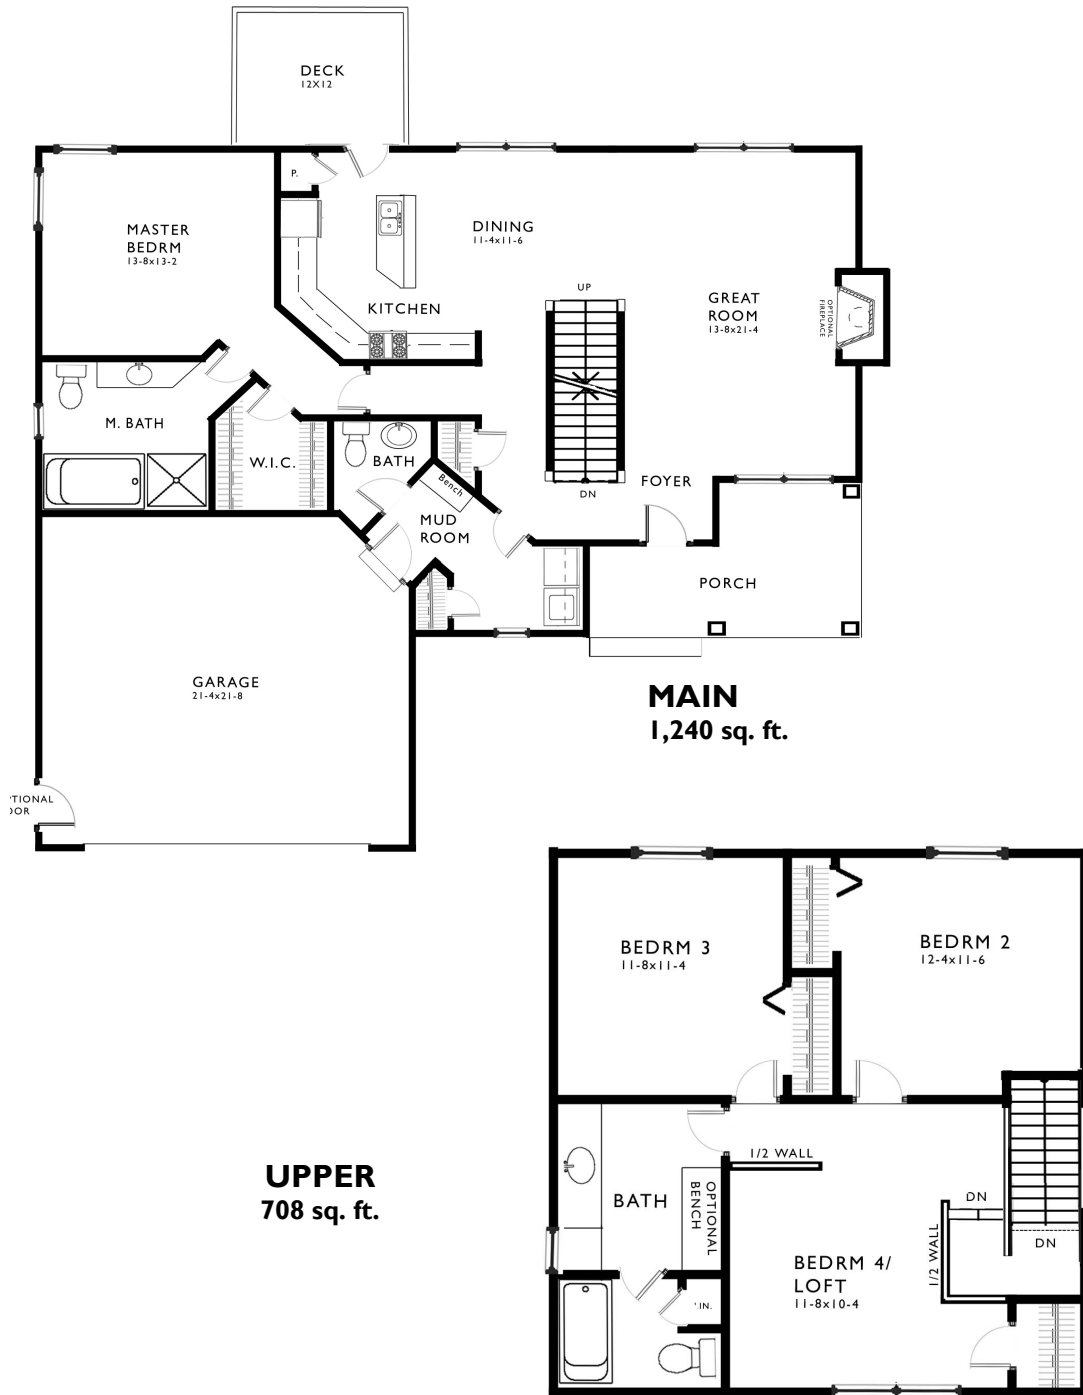 DECK
12X12
P.
MASTER
BEDRM
13-8x13-2
DINING
11-4x11-6
KITCHEN
UP
GREAT
ROOM
13-8x21-4
OPTIONAL
FIREPLACE
M. BATH
W.I.C.
BATH
Bench
MUD
ROOM
DN
FOYER
PORCH
GARAGE
21-4x21-8
MAIN
1,240 sq. ft.
PTIONAL
OOR
BEDRM 3
11-8x11-4
BEDRM 2
12-4x11-6
1/2 WALL
UPPER
708 sq. ft.
BATH
OPTIONAL
BENCH
DN
DN
1/2 WALL
BEDRM 4/
LOFT
11-8x10-4
LIN.